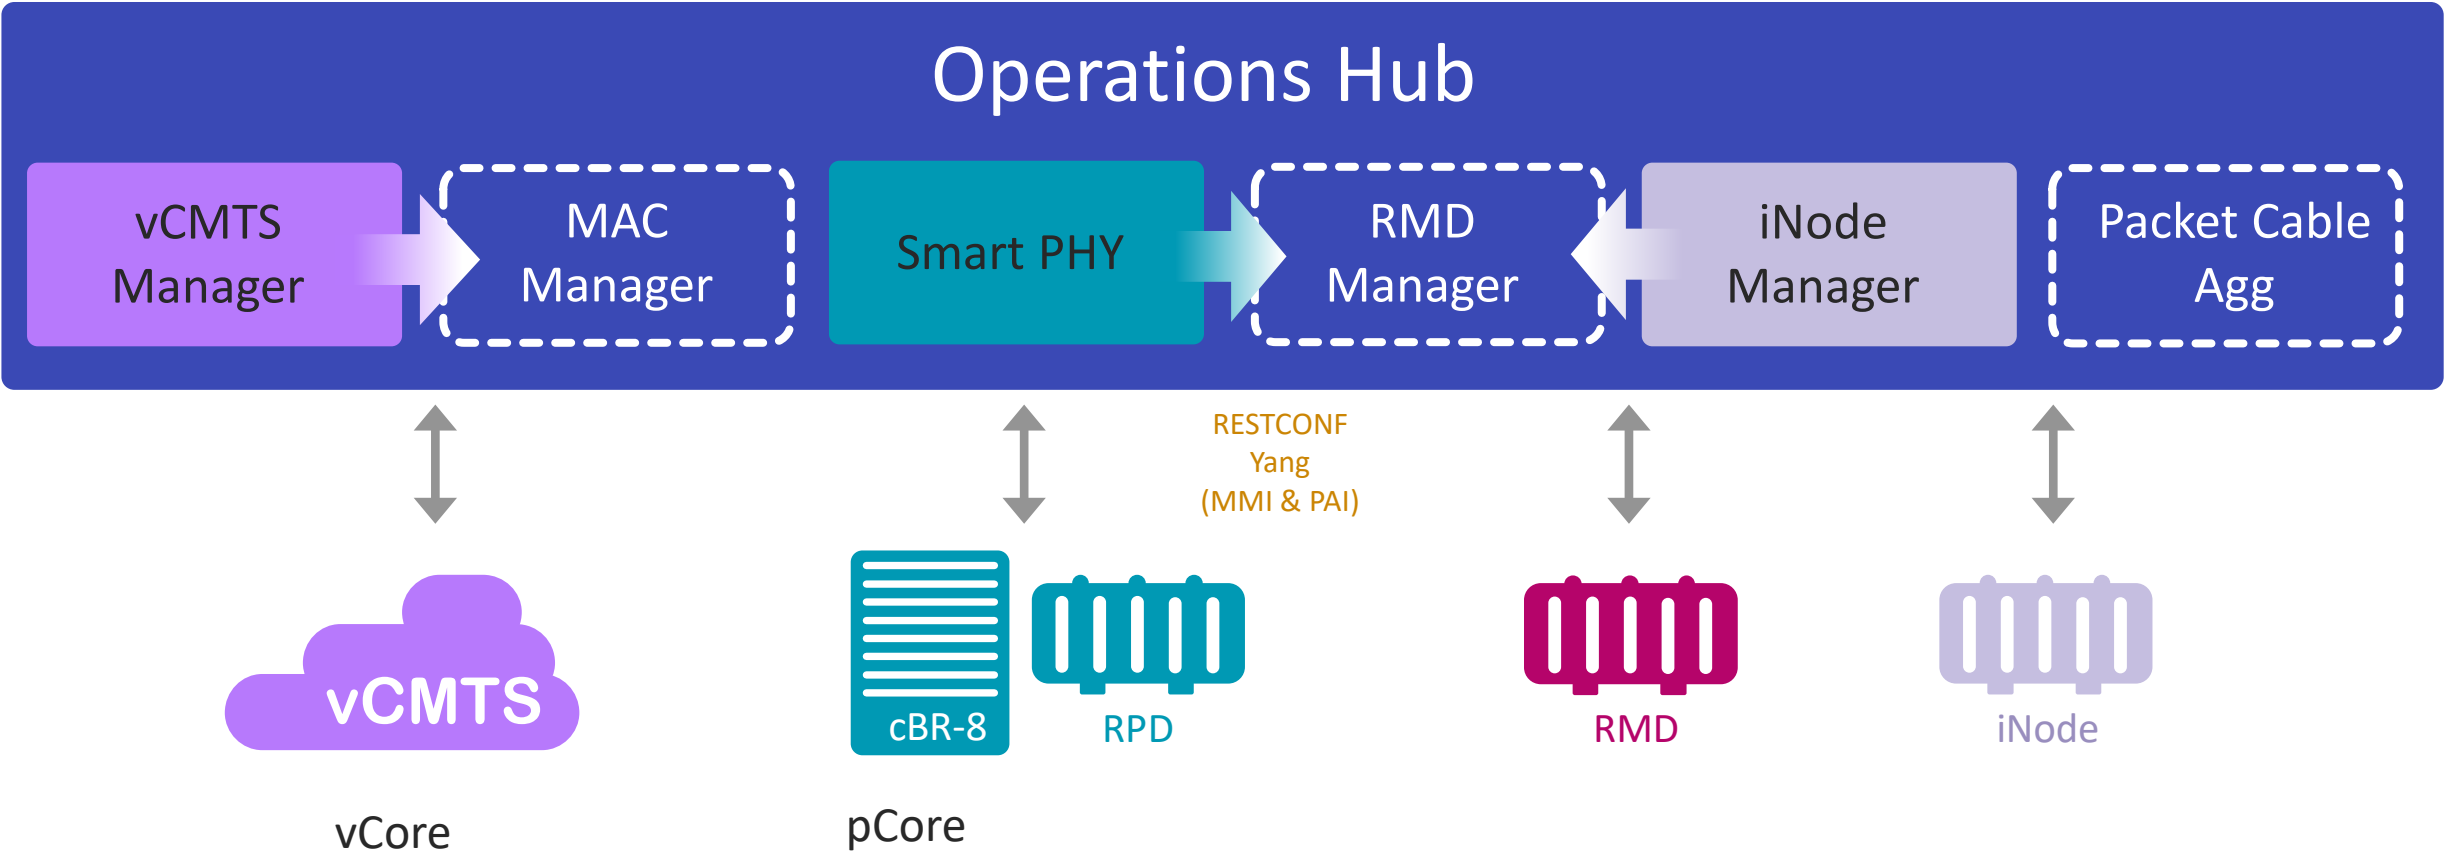 Operations Hub
vCMTS
Manager
MAC
Manager
Smart PHY
RMD
Manager
iNode
Manager
Packet Cable
Agg
RESTCONF
Yang
(MMI & PAI)
vCMTS
cBR-8
RPD
RMD
iNode
vCore
pCore